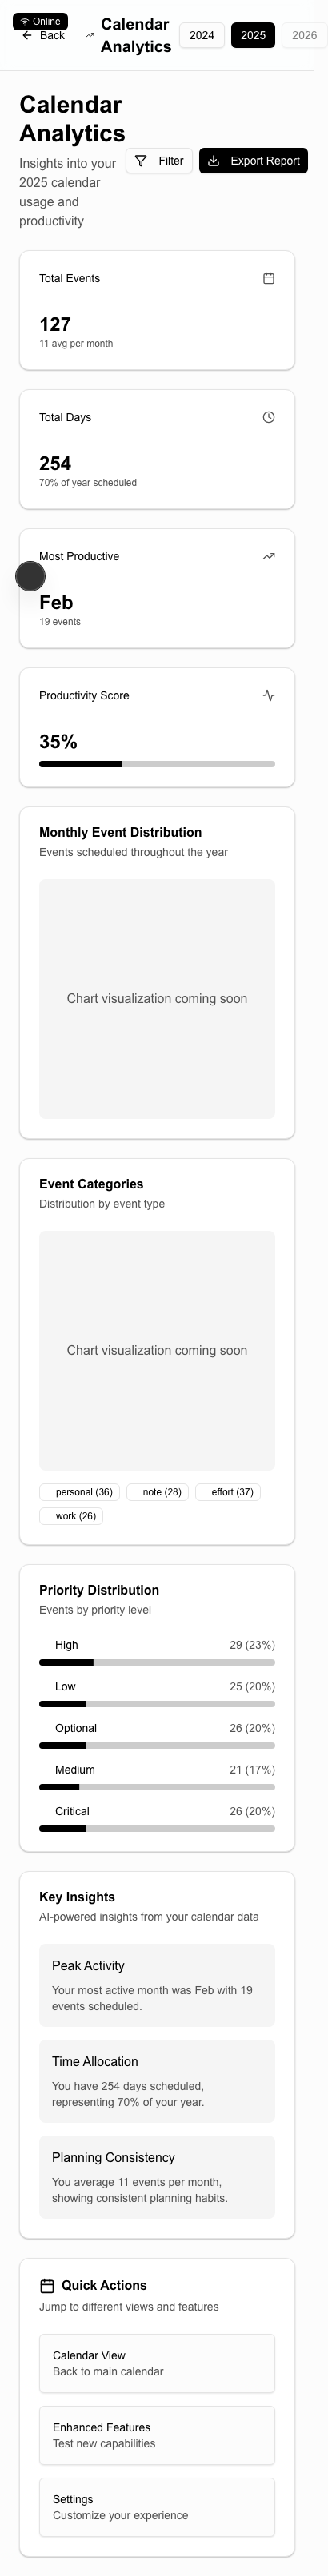 Online
Back
Calendar
Analytics
2024
2025
2026
Calendar
Analytics
Insights into your
2025 calendar
usage and
productivity
Filter
Export Report
Total Events
127
11 avg per month
Total Days
254
70% of year scheduled
Most Productive
Feb
19 events
Productivity Score
35%
Monthly Event Distribution
Events scheduled throughout the year
Chart visualization coming soon
Event Categories
Distribution by event type
Chart visualization coming soon
personal (36)
note (28)
effort (37)
work (26)
Priority Distribution
Events by priority level
High 29 (23%)
Low 25 (20%)
Optional 26 (20%)
Medium 21 (17%)
Critical 26 (20%)
Key Insights
AI-powered insights from your calendar data
Peak Activity
Your most active month was Feb with 19
events scheduled.
Time Allocation
You have 254 days scheduled,
representing 70% of your year.
Planning Consistency
You average 11 events per month,
showing consistent planning habits.
Quick Actions
Jump to different views and features
Calendar View
Back to main calendar
Enhanced Features
Test new capabilities
Settings
Customize your experience